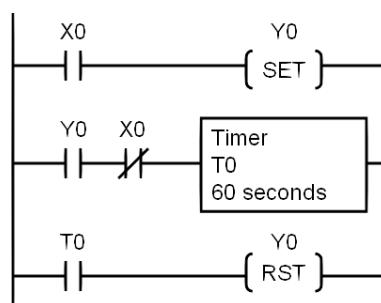 X0 Y0
SET
Y0 X0
Timer
T0
60 seconds
T0 Y0
RST